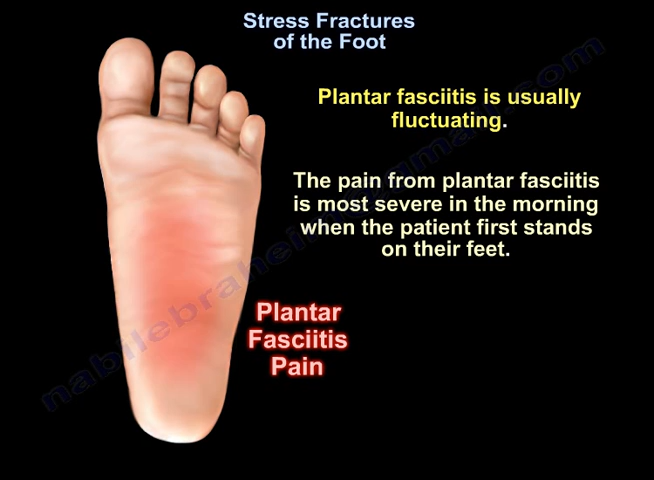 Stress Fractures
of the Foot
Plantar fasciitis is usually
fluctuating.
The pain from plantar fasciitis
is most severe in the morning
when the patient first stands
on their feet.
Plantar
Fasciitis
Pain